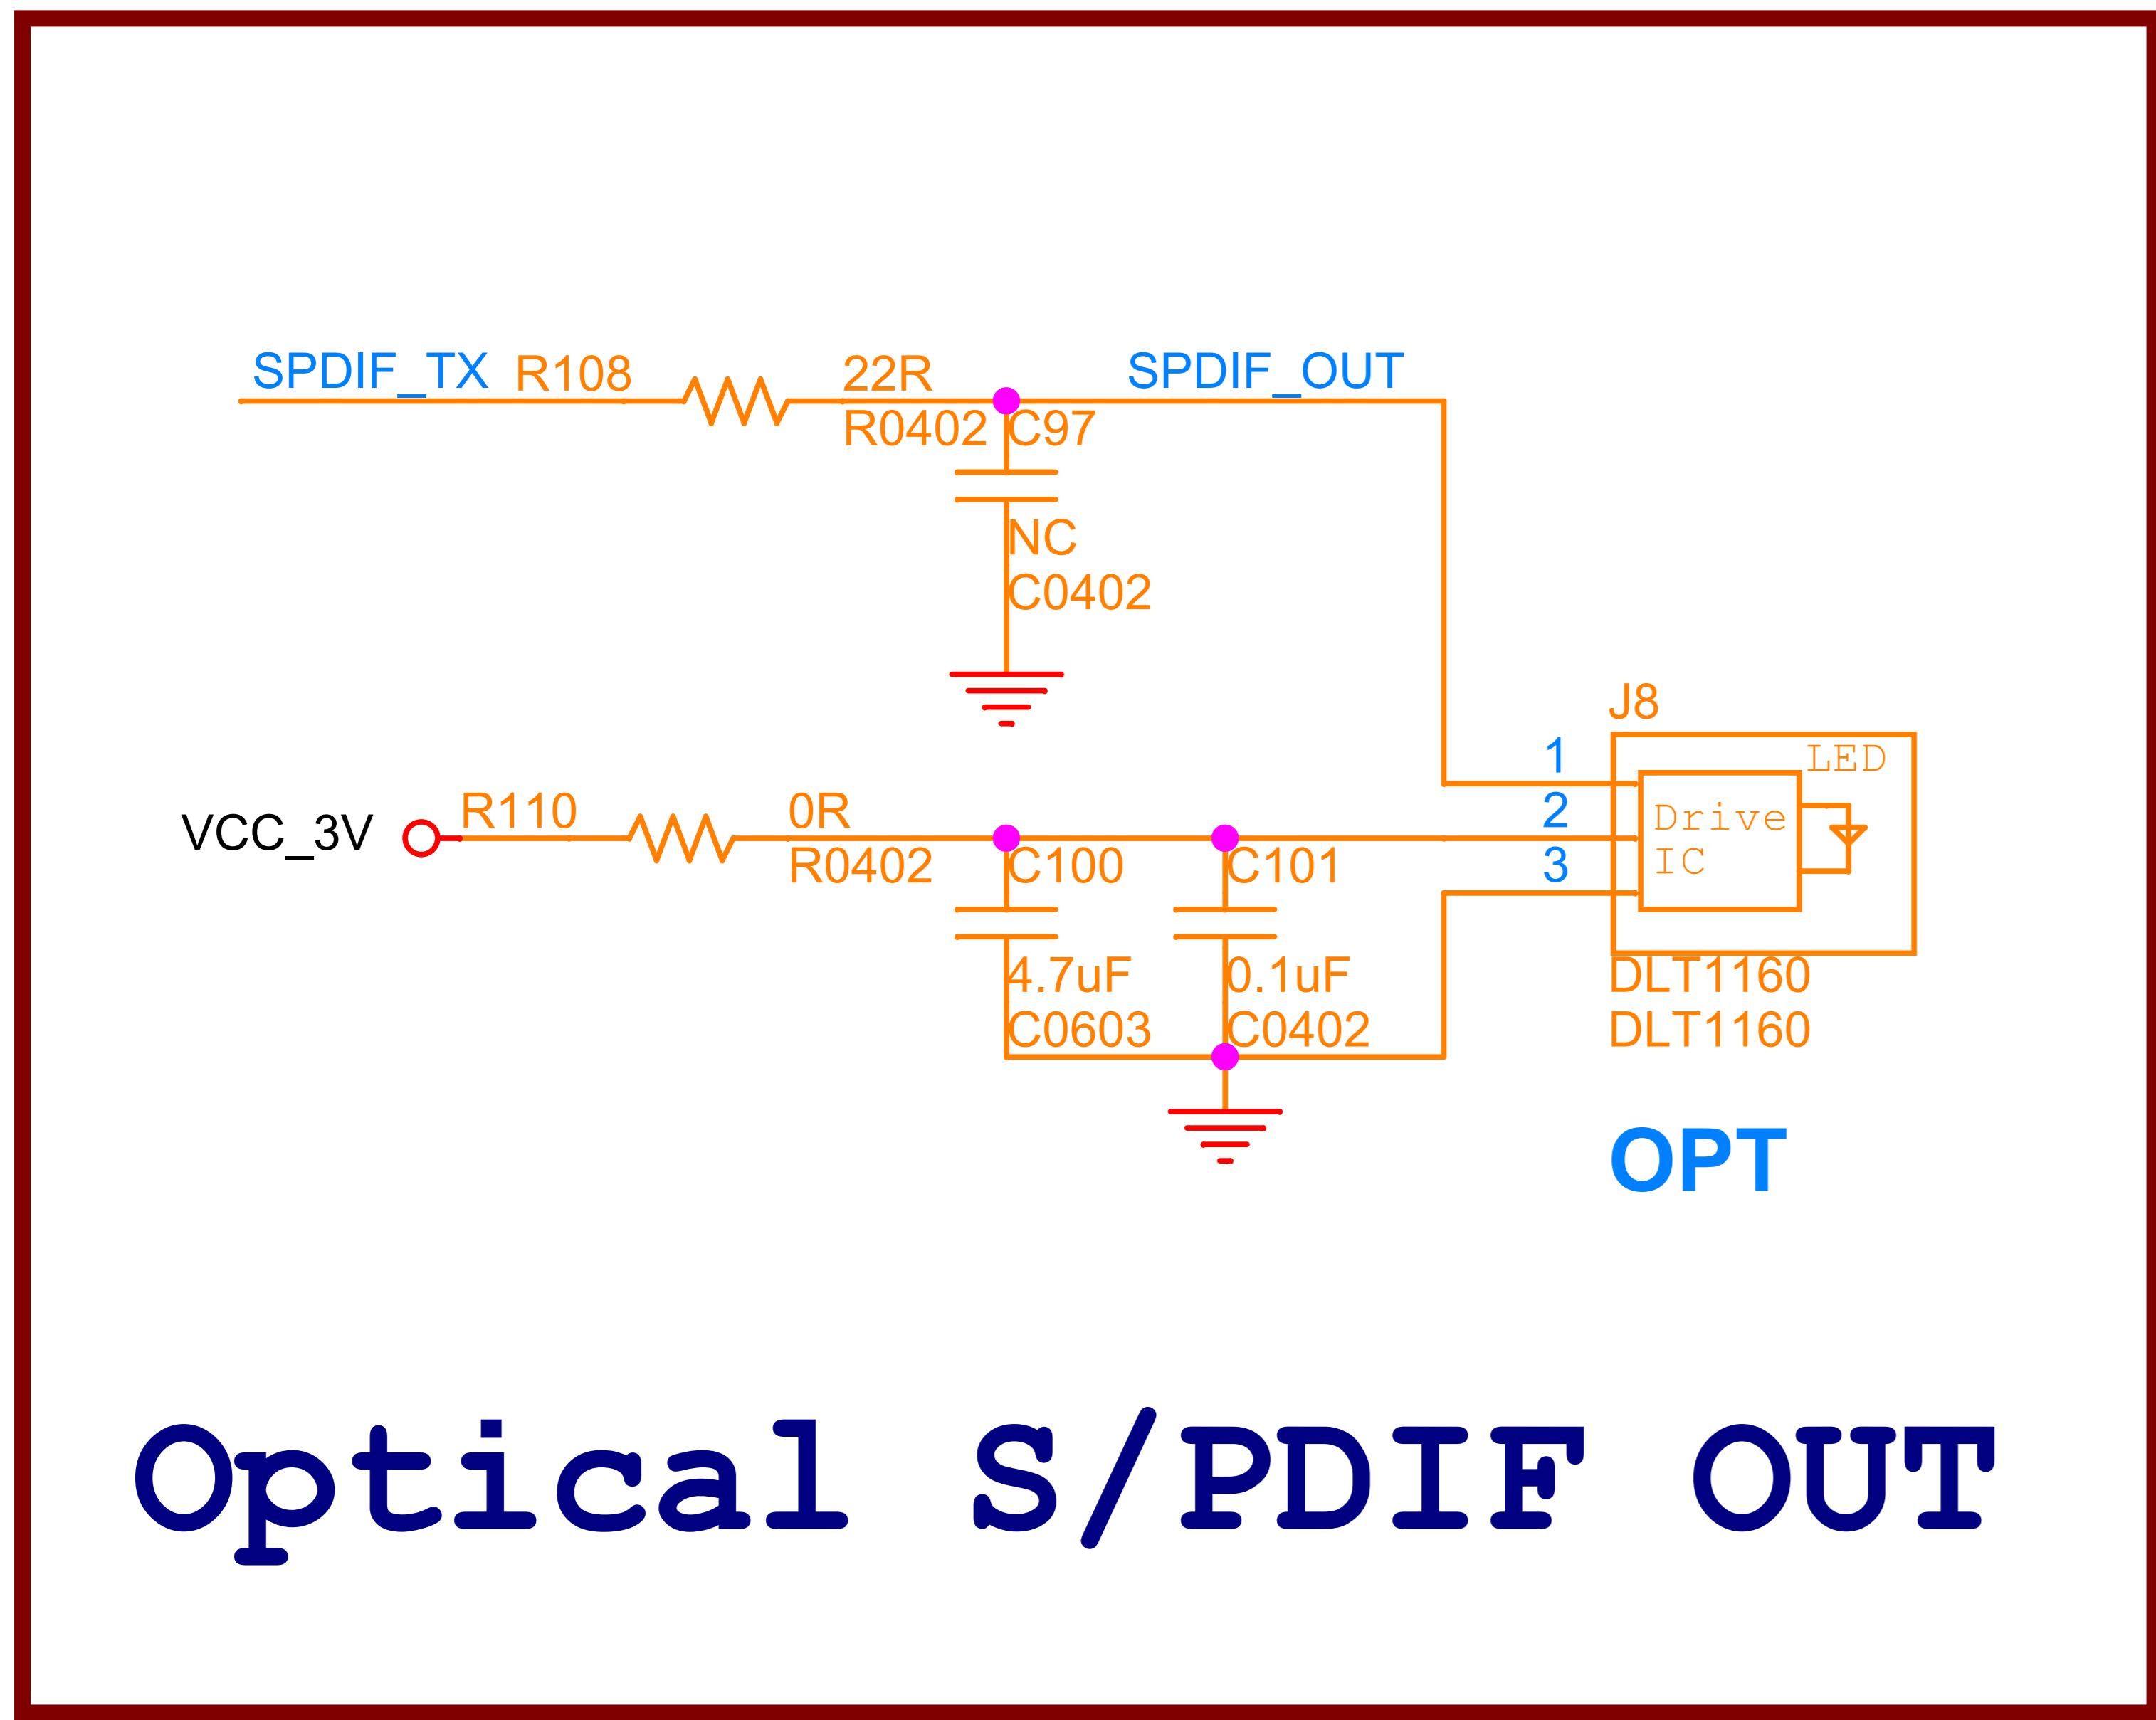 SPDIF_TX
R108
22R
R0402
C97
NC
C0402
SPDIF_OUT
VCC_3V
R110
0R
R0402
C100
4.7uF
C0603
C101
0.1uF
C0402
1
2
3
J8
LED
Drive
IC
DLT1160
DLT1160
OPT
Optical S/PDIF OUT